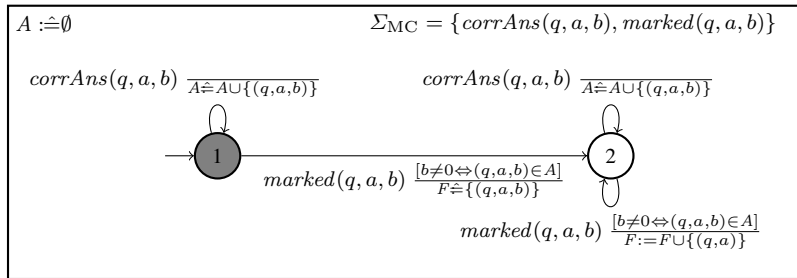 A :≙∅ Σ_MC = {corrAns(q, a, b), marked(q, a, b)}
corrAns(q, a, b) A≙A∪{(q,a,b)} corrAns(q, a, b) A≙A∪{(q,a,b)}
1 2
marked(q, a, b) [b≠0⇔(q,a,b)∈A] / F≙{(q,a,b)}
marked(q, a, b) [b≠0⇔(q,a,b)∈A] / F:=F∪{(q,a)}